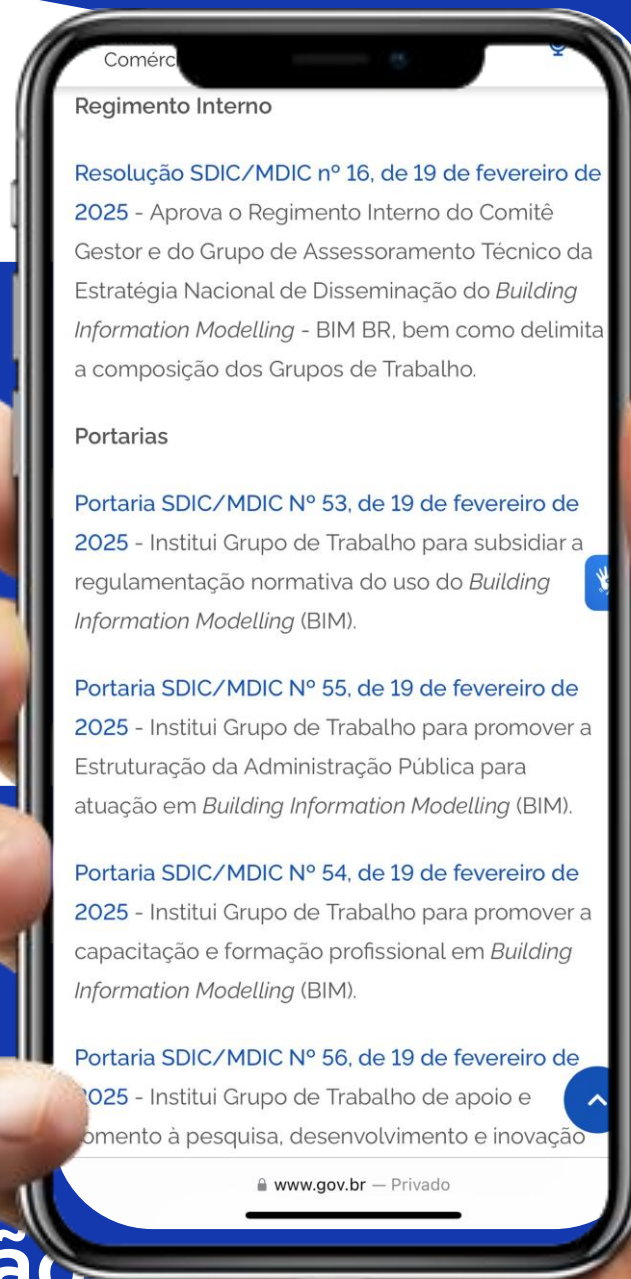 Comérc
Regimento Interno
Resolução SDIC/MDIC nº 16, de 19 de fevereiro de
2025 - Aprova o Regimento Interno do Comitê
Gestor e do Grupo de Assessoramento Técnico da
Estratégia Nacional de Disseminação do Building
Information Modelling - BIM BR, bem como delimita
a composição dos Grupos de Trabalho.
Portarias
Portaria SDIC/MDIC Nº 53, de 19 de fevereiro de
2025 - Institui Grupo de Trabalho para subsidiar a
regulamentação normativa do uso do Building
Information Modelling (BIM).
Portaria SDIC/MDIC Nº 55, de 19 de fevereiro de
2025 - Institui Grupo de Trabalho para promover a
Estruturação da Administração Pública para
atuação em Building Information Modelling (BIM).
Portaria SDIC/MDIC Nº 54, de 19 de fevereiro de
2025 - Institui Grupo de Trabalho para promover a
capacitação e formação profissional em Building
Information Modelling (BIM).
Portaria SDIC/MDIC Nº 56, de 19 de fevereiro de
2025 - Institui Grupo de Trabalho de apoio e
fomento à pesquisa, desenvolvimento e inovação
www.gov.br — Privado
ão